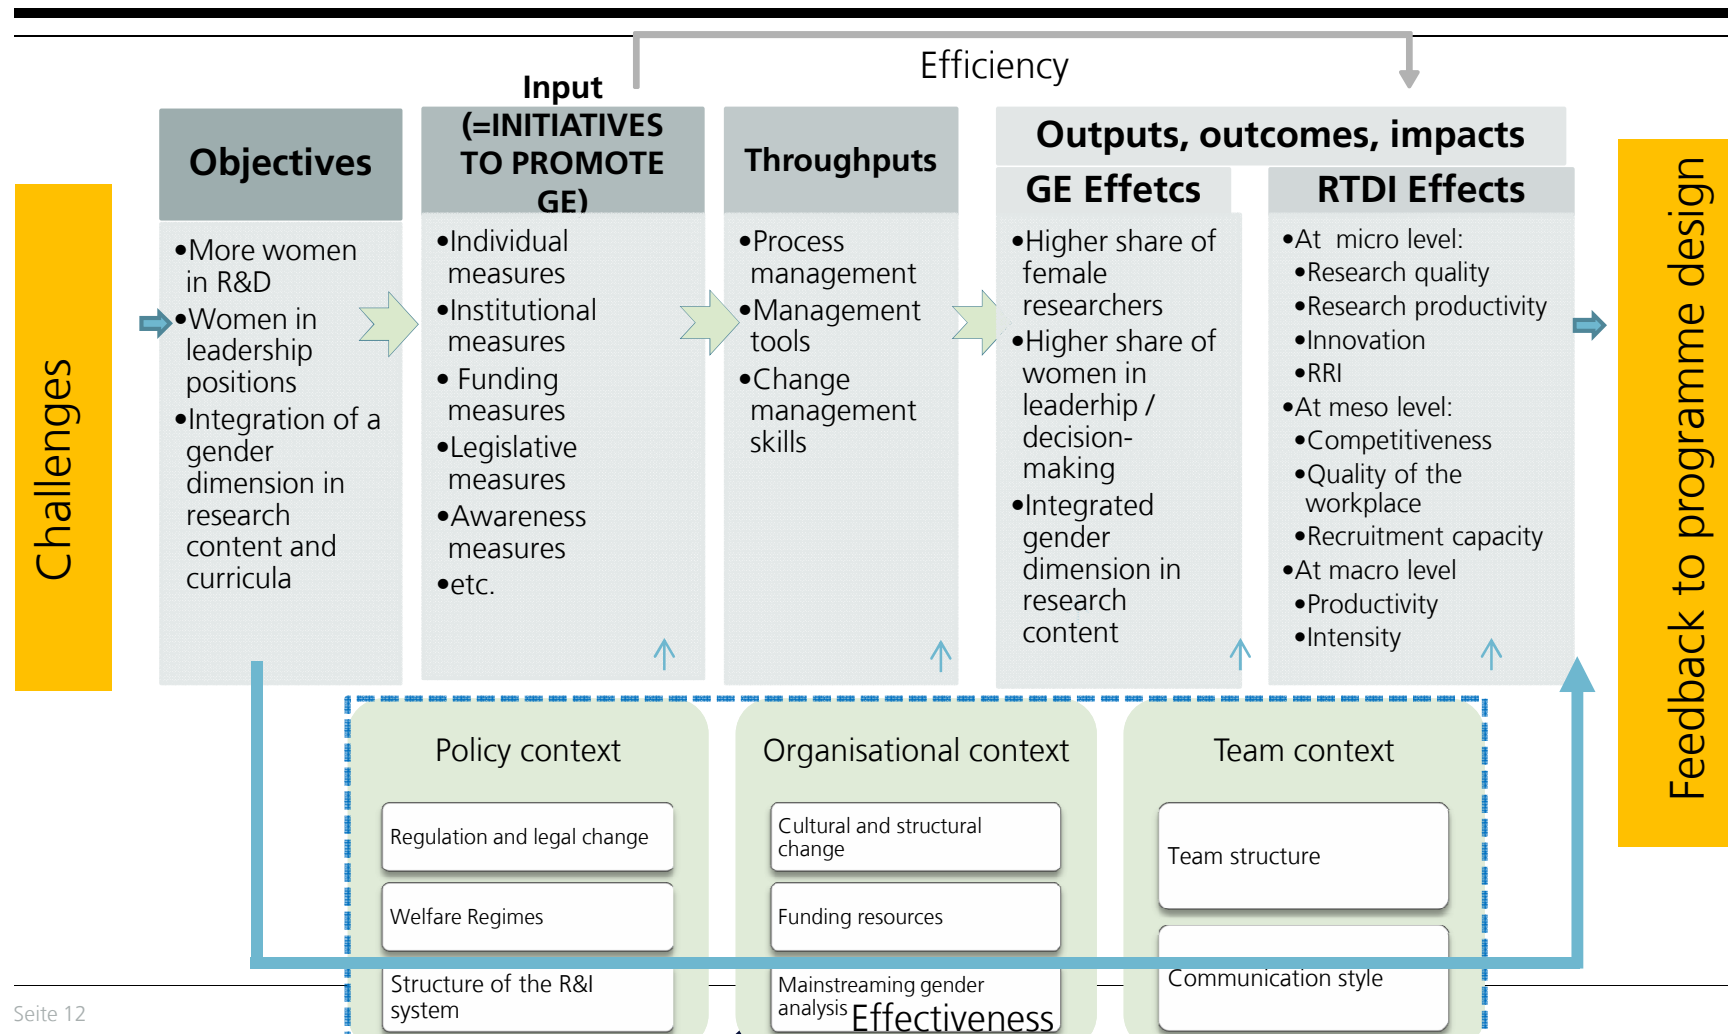 Efficiency
Challenges
Objectives
•More women
in R&D
•Women in
leadership
positions
•Integration of a
gender
dimension in
research
content and
curricula
Input
(=INITIATIVES
TO PROMOTE
GE)
•Individual
measures
•Institutional
measures
• Funding
measures
•Legislative
measures
•Awareness
measures
•etc.
Throughputs
•Process
management
•Management
tools
•Change
management
skills
Outputs, outcomes, impacts
GE Effetcs
•Higher share of
female
researchers
•Higher share of
women in
leaderhip /
decision-
making
•Integrated
gender
dimension in
research
content
RTDI Effects
•At micro level:
•Research quality
•Research productivity
•Innovation
•RRI
•At meso level:
•Competitiveness
•Quality of the
workplace
•Recruitment capacity
•At macro level
•Productivity
•Intensity
Feedback to programme design
Policy context
Regulation and legal change
Welfare Regimes
Structure of the R&I
system
Organisational context
Cultural and structural
change
Funding resources
Mainstreaming gender
analysis
Team context
Team structure
Communication style
Effectiveness
Seite 12